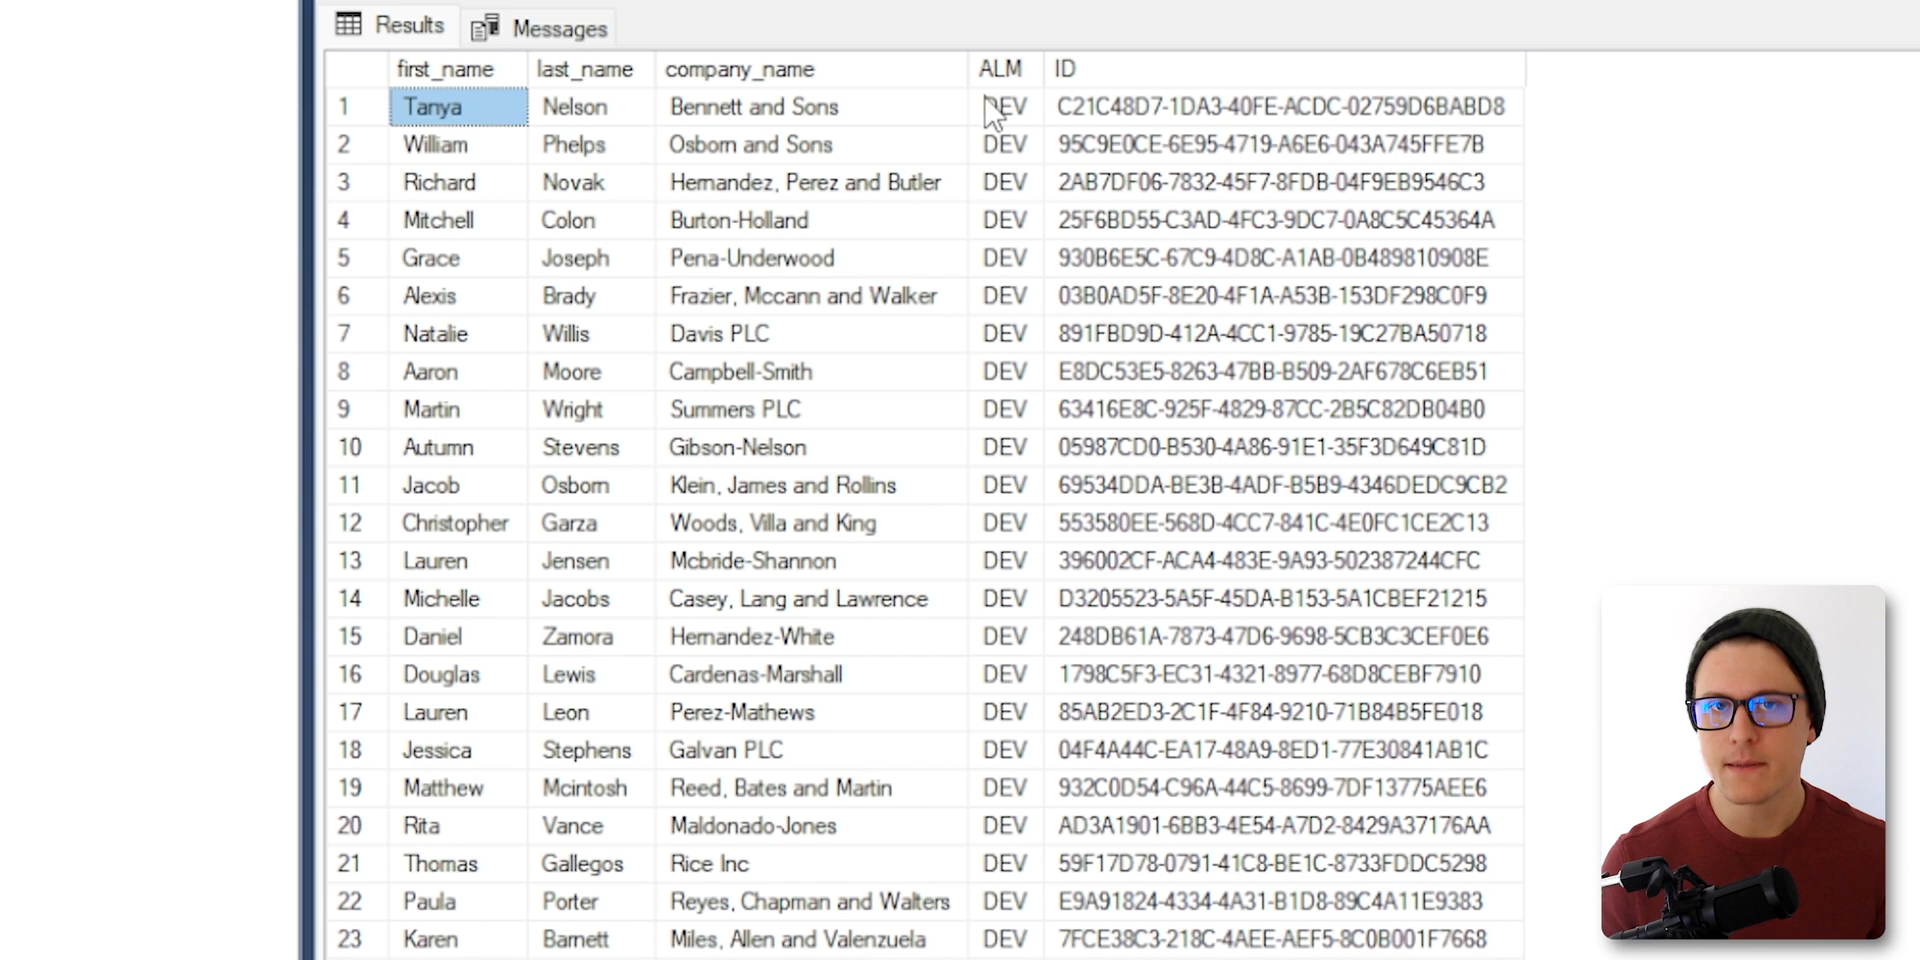 Results Messages
first_name last_name company_name ALM ID
1 Tanya Nelson Bennett and Sons DEV C21C48D7-1DA3-40FE-ACDC-02759D6BABD8
2 William Phelps Osborn and Sons DEV 95C9E0CE-6E95-4719-A6E6-043A745FFE7B
3 Richard Novak Hernandez, Perez and Butler DEV 2AB7DF06-7832-45F7-8FDB-04F9EB9546C3
4 Mitchell Colon Burton-Holland DEV 25F6BD55-C3AD-4FC3-9DC7-0A8C5C45364A
5 Grace Joseph Pena-Underwood DEV 930B6E5C-67C9-4D8C-A1AB-0B489810908E
6 Alexis Brady Frazier, Mccann and Walker DEV 03B0AD5F-8E20-4F1A-A53B-153DF298C0F9
7 Natalie Willis Davis PLC DEV 891FBD9D-412A-4CC1-9785-19C27BA50718
8 Aaron Moore Campbell-Smith DEV E8DC53E5-8263-47BB-B509-2AF678C6EB51
9 Martin Wright Summers PLC DEV 63416E8C-925F-4829-87CC-2B5C82DB04B0
10 Autumn Stevens Gibson-Nelson DEV 05987CD0-B530-4A86-91E1-35F3D649C81D
11 Jacob Osborn Klein, James and Rollins DEV 69534DDA-BE3B-4ADF-B5B9-4346DEDC9CB2
12 Christopher Garza Woods, Villa and King DEV 553580EE-568D-4CC7-841C-4E0FC1CE2C13
13 Lauren Jensen Mcbride-Shannon DEV 396002CF-ACA4-483E-9A93-502387244CFC
14 Michelle Jacobs Casey, Lang and Lawrence DEV D3205523-5A5F-45DA-B153-5A1CBEF21215
15 Daniel Zamora Hernandez-White DEV 248DB61A-7873-47D6-9698-5CB3C3CEF0E6
16 Douglas Lewis Cardenas-Marshall DEV 1798C5F3-EC31-4321-8977-68D8CEBF7910
17 Lauren Leon Perez-Mathews DEV 85AB2ED3-2C1F-4F84-9210-71B84B5FE018
18 Jessica Stephens Galvan PLC DEV 04F4A44C-EA17-48A9-8ED1-77E30841AB1C
19 Matthew Mcintosh Reed, Bates and Martin DEV 932C0D54-C96A-44C5-8699-7DF13775AEE6
20 Rita Vance Maldonado-Jones DEV AD3A1901-6BB3-4E54-A7D2-8429A37176AA
21 Thomas Gallegos Rice Inc DEV 59F17D78-0791-41C8-BE1C-8733FDDC5298
22 Paula Porter Reyes, Chapman and Walters DEV E9A91824-4334-4A31-B1D8-89C4A11E9383
23 Karen Barnett Miles, Allen and Valenzuela DEV 7FCE38C3-218C-4AEE-AEF5-8C0B001F7668